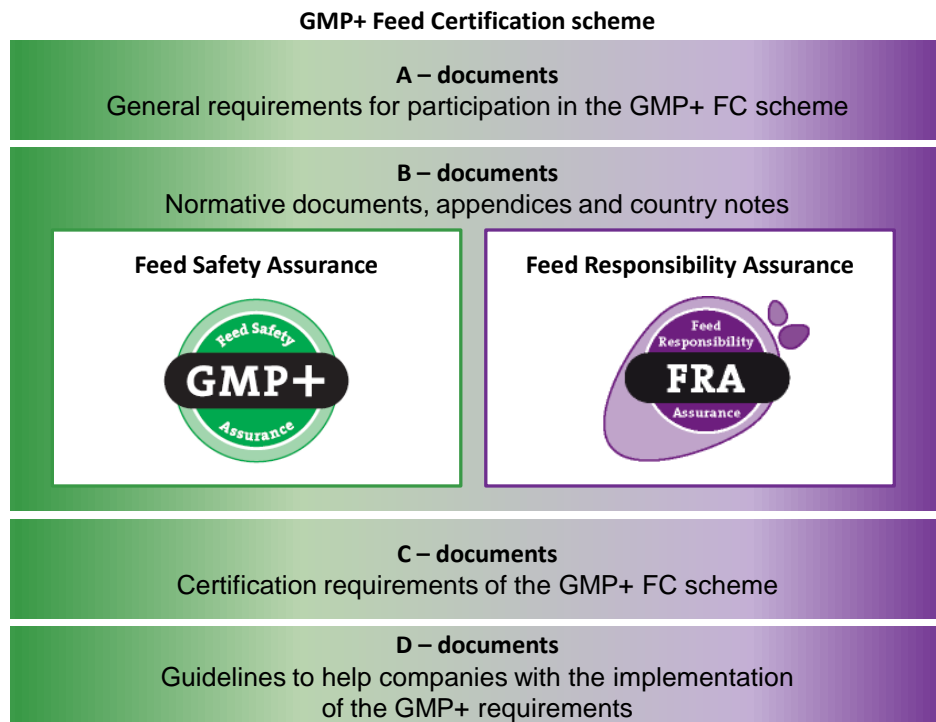 GMP+ Feed Certification scheme
A – documents
General requirements for participation in the GMP+ FC scheme
B – documents
Normative documents, appendices and country notes
Feed Safety Assurance
Feed Safety
GMP+
Assurance
Feed Responsibility Assurance
Feed
Responsibility
FRA
Assurance
C – documents
Certification requirements of the GMP+ FC scheme
D – documents
Guidelines to help companies with the implementation
of the GMP+ requirements